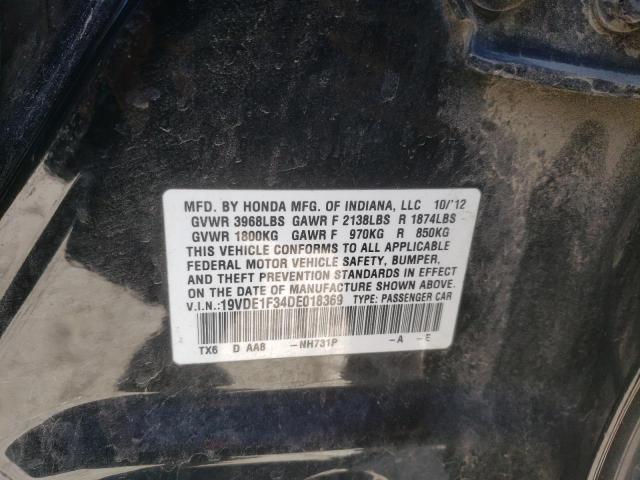 MFD. BY HONDA MFG. OF INDIANA, LLC 10/'12
GVWR 3968LBS GAWR F 2138LBS R 1874LBS
GVWR 1800KG GAWR F 970KG R 850KG
THIS VEHICLE CONFORMS TO ALL APPLICABLE
FEDERAL MOTOR VEHICLE SAFETY, BUMPER,
AND THEFT PREVENTION STANDARDS IN EFFECT
ON THE DATE OF MANUFACTURE SHOWN ABOVE.
V.I.N.:19VDE1F34DE018369 TYPE: PASSENGER CAR
TX6 D AA8 -NH731P -A -E